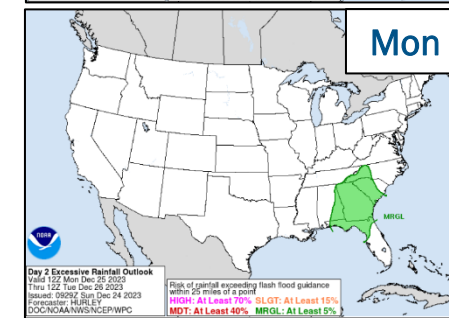 Mon
MRGL
NOAA
Day 2 Excessive Rainfall Outlook
Valid 12Z Mon Dec 25 2023
Thru 12Z Tue Dec 26 2023
Issued: 0929Z Sun Dec 24 2023
Forecaster: HURLEY
DOC/NOAA/NWS/NCEP/WPC
Risk of rainfall exceeding flash flood guidance
within 25 miles of a point
HIGH: At Least 70% SLGT: At Least 15%
MDT: At Least 40% MRGL: At Least 5%